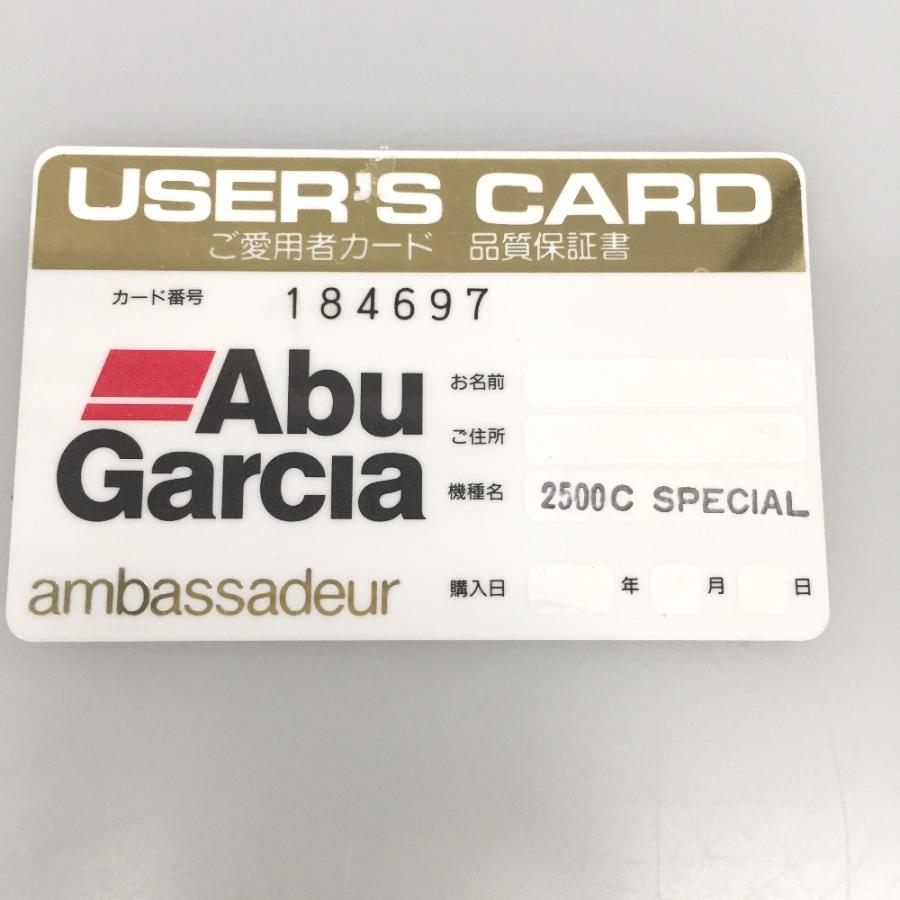 USER'S CARD
ご愛用者カード 品質保証書
カード番号 184697
Abu
Garcia
お名前
ご住所
機種名 2500C SPECIAL
ambassadeur
購入日 年 月 日